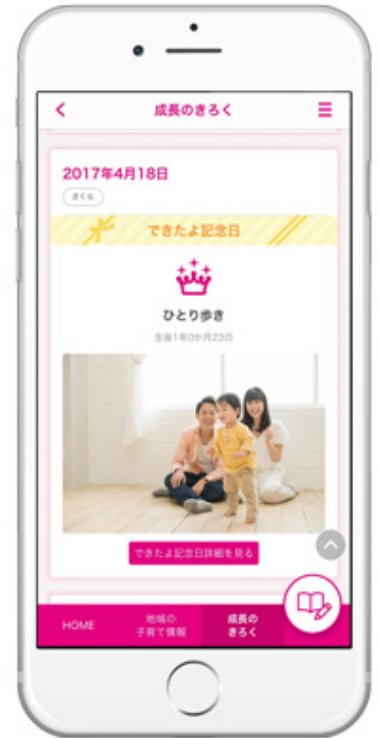 成長のきろく
2017年4月18日
さくら
できたよ記念日
ひとり歩き
生後1年0か月23日
できたよ記念日詳細を見る
HOME
地域の
子育て情報
成長の
きろく